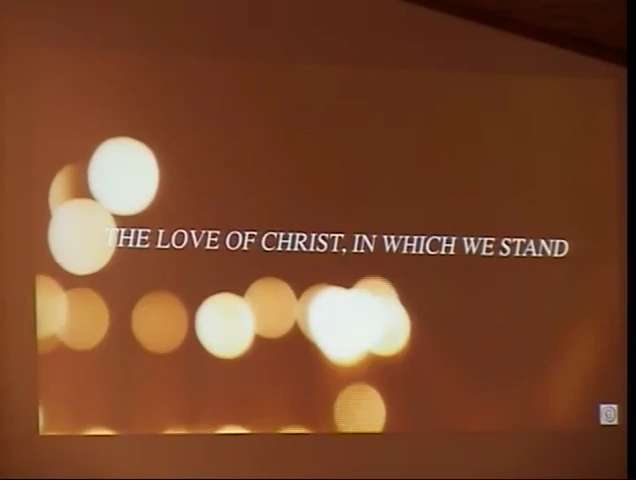 THE LOVE OF CHRIST, IN WHICH WE STAND